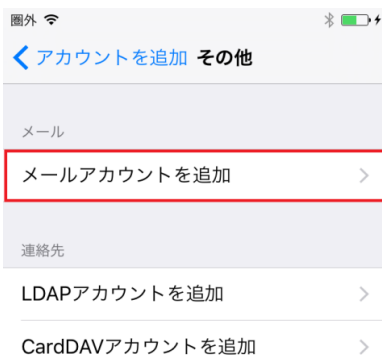 圏外
アカウントを追加 その他
メール
メールアカウントを追加
連絡先
LDAPアカウントを追加
CardDAVアカウントを追加